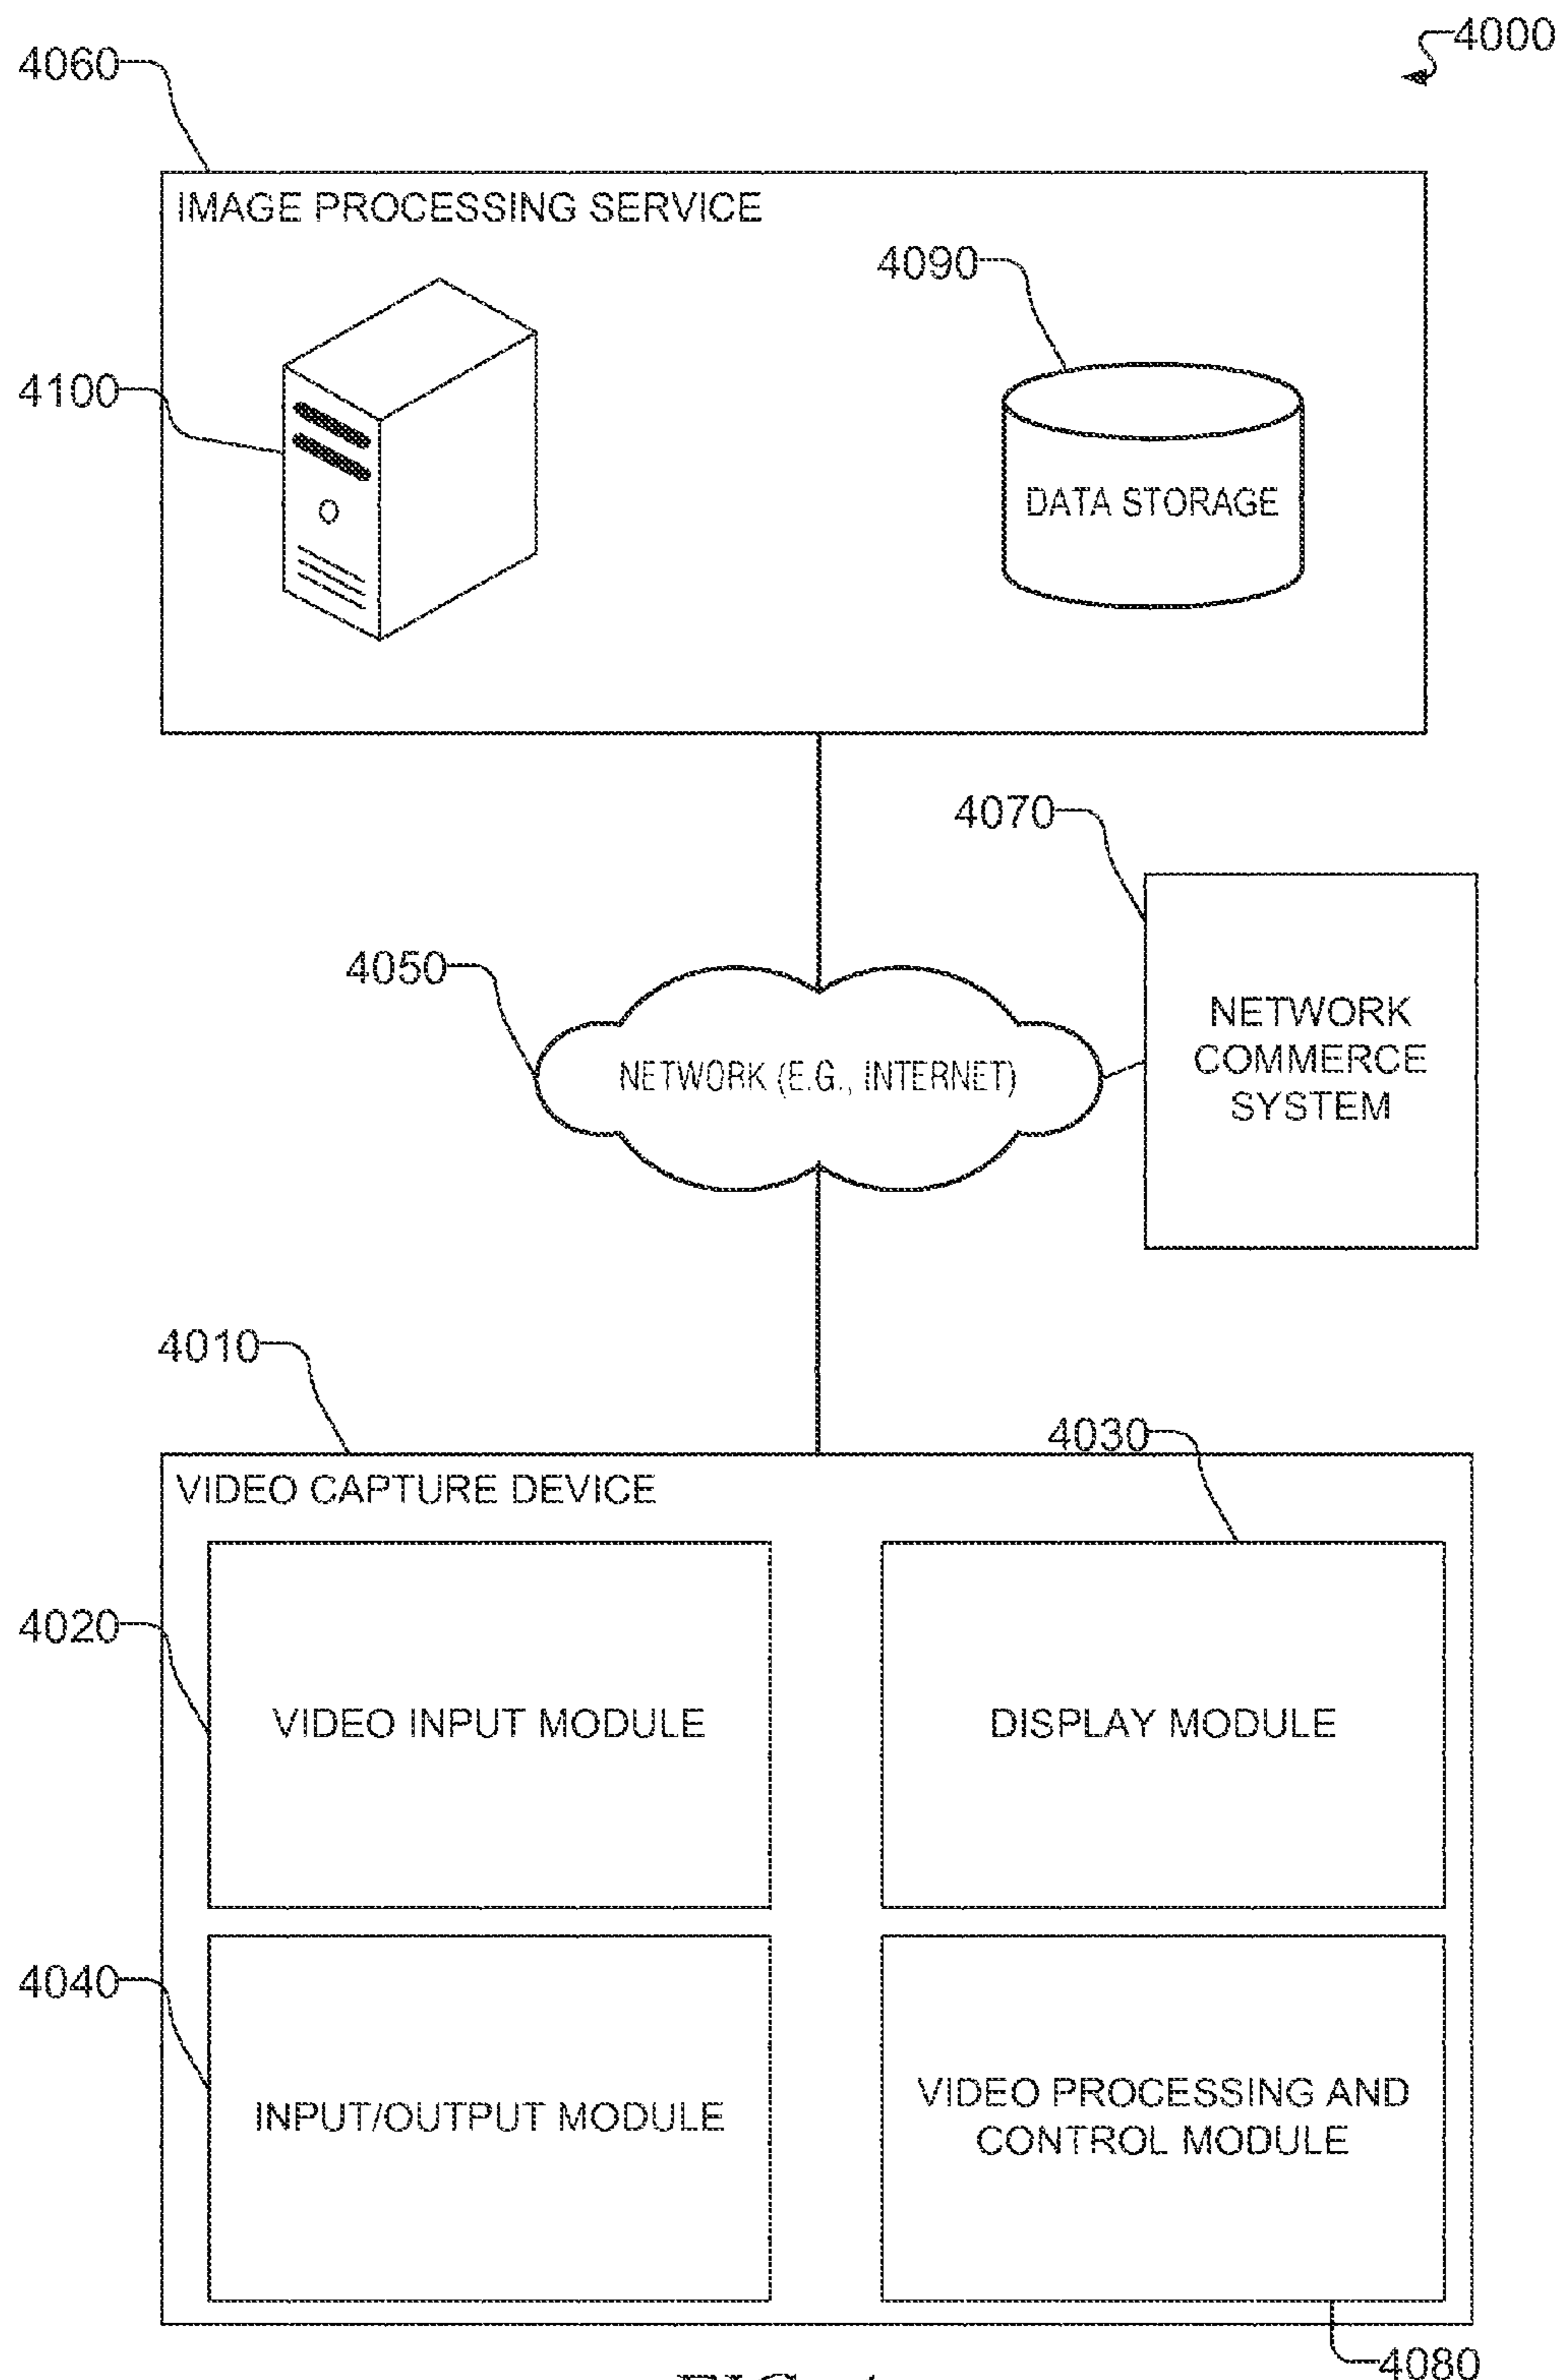 4000
4060
IMAGE PROCESSING SERVICE
4090
4100
DATA STORAGE
4070
4050
NETWORK
COMMERCE
SYSTEM
NETWORK (E.G., INTERNET)
4010
4030
VIDEO CAPTURE DEVICE
4020
VIDEO INPUT MODULE
DISPLAY MODULE
4040
INPUT/OUTPUT MODULE
VIDEO PROCESSING AND
CONTROL MODULE
4080